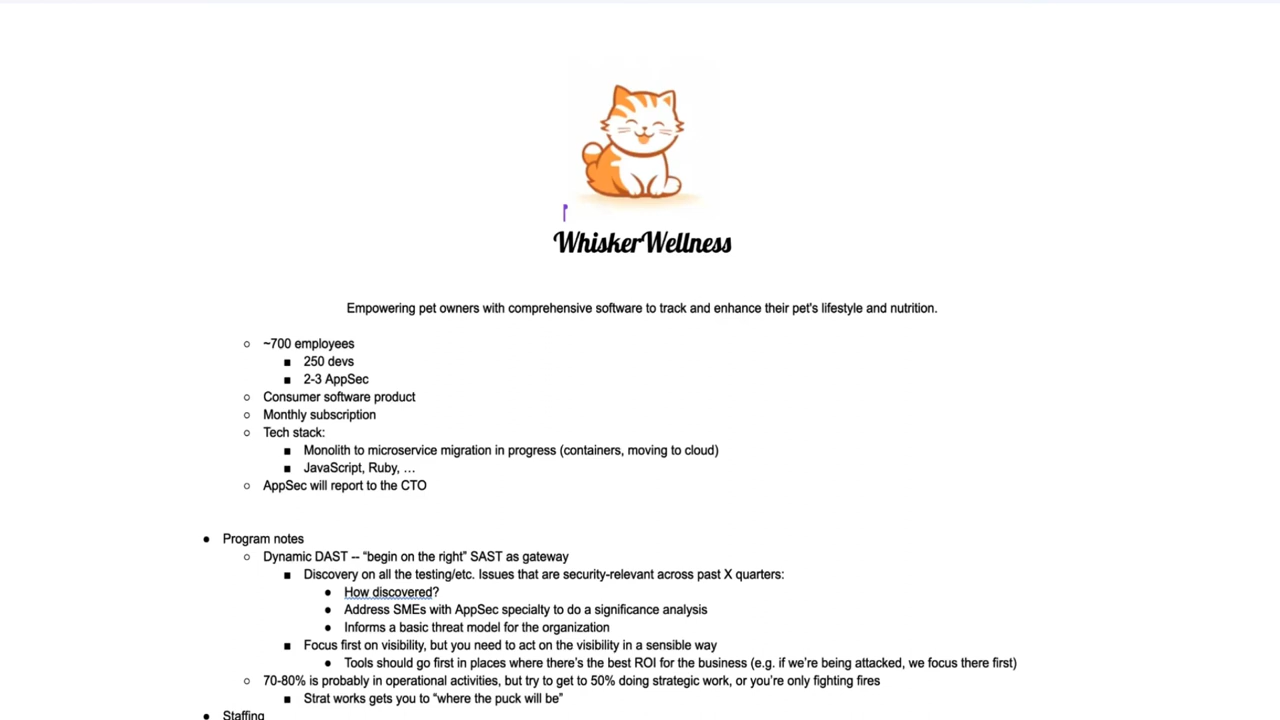 WhiskerWellness
Empowering pet owners with comprehensive software to track and enhance their pet's lifestyle and nutrition.
○ ~700 employees
■ 250 devs
■ 2-3 AppSec
○ Consumer software product
○ Monthly subscription
○ Tech stack:
■ Monolith to microservice migration in progress (containers, moving to cloud)
■ JavaScript, Ruby, …
○ AppSec will report to the CTO
● Program notes
○ Dynamic DAST -- “begin on the right” SAST as gateway
■ Discovery on all the testing/etc. Issues that are security-relevant across past X quarters:
● How discovered?
● Address SMEs with AppSec specialty to do a significance analysis
● Informs a basic threat model for the organization
■ Focus first on visibility, but you need to act on the visibility in a sensible way
● Tools should go first in places where there’s the best ROI for the business (e.g. if we’re being attacked, we focus there first)
○ 70-80% is probably in operational activities, but try to get to 50% doing strategic work, or you’re only fighting fires
■ Strat works gets you to “where the puck will be”
● Staffing